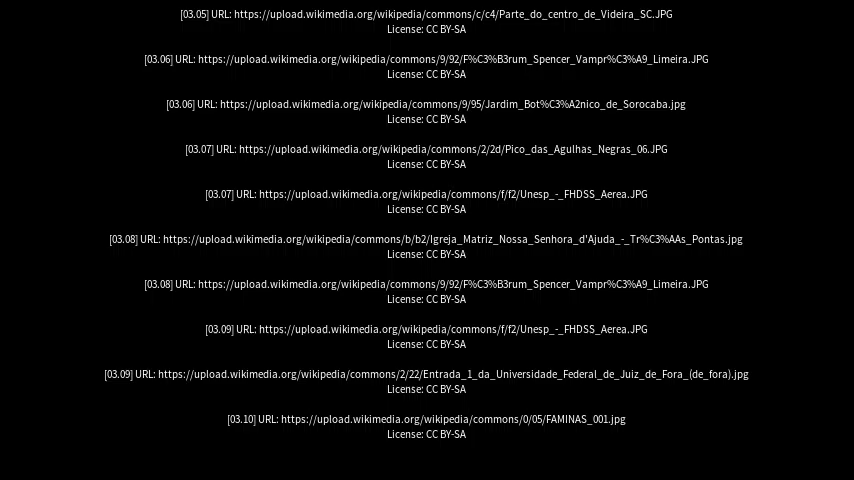 [03.05] URL: https://upload.wikimedia.org/wikipedia/commons/c/c4/Parte_do_centro_de_Videira_SC.JPG
License: CC BY-SA
[03.06] URL: https://upload.wikimedia.org/wikipedia/commons/9/92/F%C3%B3rum_Spencer_Vampr%C3%A9_Limeira.JPG
License: CC BY-SA
[03.06] URL: https://upload.wikimedia.org/wikipedia/commons/9/95/Jardim_Bot%C3%A2nico_de_Sorocaba.jpg
License: CC BY-SA
[03.07] URL: https://upload.wikimedia.org/wikipedia/commons/2/2d/Pico_das_Agulhas_Negras_06.JPG
License: CC BY-SA
[03.07] URL: https://upload.wikimedia.org/wikipedia/commons/f/f2/Unesp_-_FHDSS_Aerea.JPG
License: CC BY-SA
[03.08] URL: https://upload.wikimedia.org/wikipedia/commons/b/b2/Igreja_Matriz_Nossa_Senhora_d'Ajuda_-_Tr%C3%AAs_Pontas.jpg
License: CC BY-SA
[03.08] URL: https://upload.wikimedia.org/wikipedia/commons/9/92/F%C3%B3rum_Spencer_Vampr%C3%A9_Limeira.JPG
License: CC BY-SA
[03.09] URL: https://upload.wikimedia.org/wikipedia/commons/f/f2/Unesp_-_FHDSS_Aerea.JPG
License: CC BY-SA
[03.09] URL: https://upload.wikimedia.org/wikipedia/commons/2/22/Entrada_1_da_Universidade_Federal_de_Juiz_de_Fora_(de_fora).jpg
License: CC BY-SA
[03.10] URL: https://upload.wikimedia.org/wikipedia/commons/0/05/FAMINAS_001.jpg
License: CC BY-SA